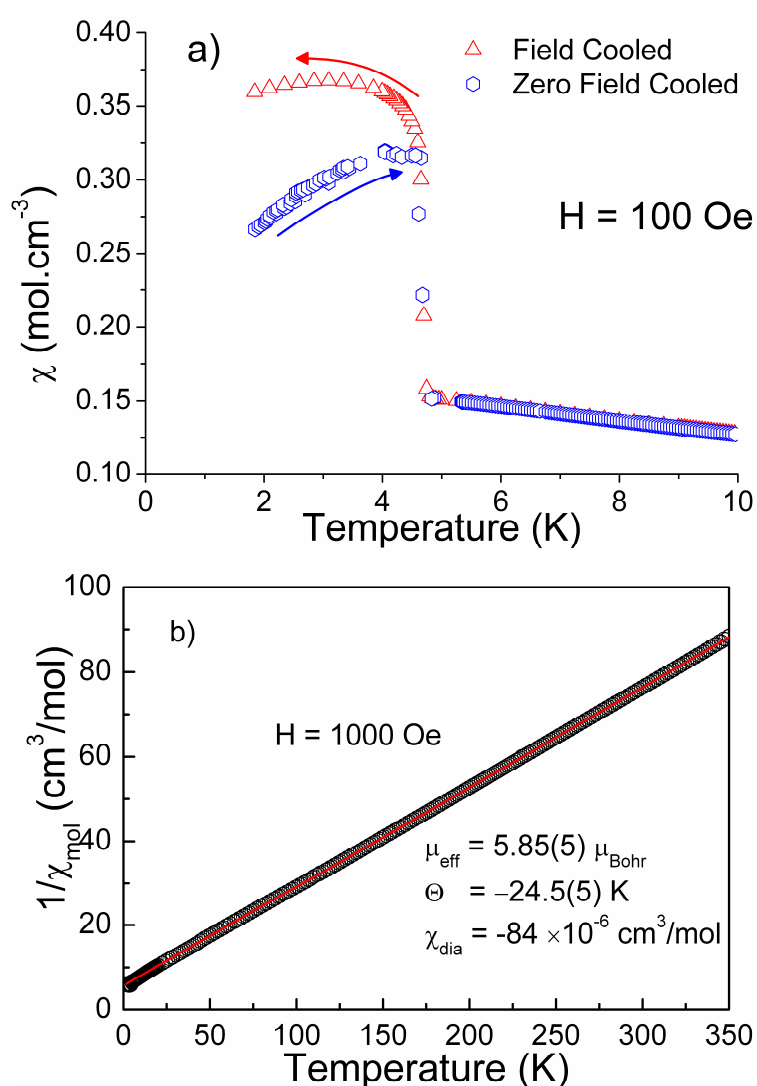 a)
Field Cooled
Zero Field Cooled
H = 100 Oe
χ (mol.cm⁻³)
0.40
0.35
0.30
0.25
0.20
0.15
0.10
0 2 4 6 8 10
Temperature (K)
b)
H = 1000 Oe
μeff = 5.85(5) μBohr
Θ = −24.5(5) K
χdia = -84 ×10⁻⁶ cm³/mol
1/χmol (cm³/mol)
100
80
60
40
20
0
0 50 100 150 200 250 300 350
Temperature (K)